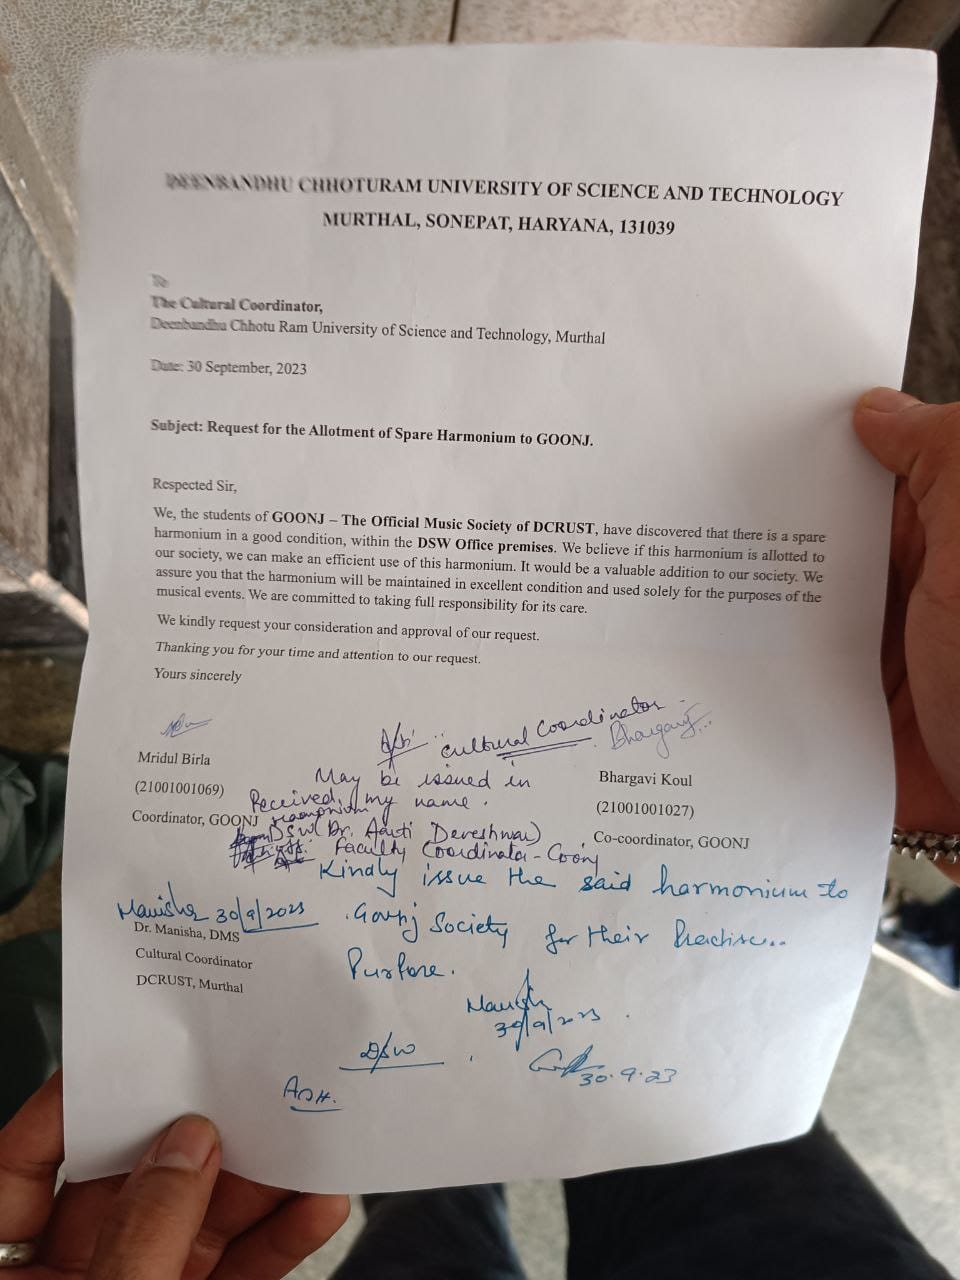 DEENBANDHU CHHOTURAM UNIVERSITY OF SCIENCE AND TECHNOLOGY
MURTHAL, SONEPAT, HARYANA, 131039
To
The Cultural Coordinator,
Deenbandhu Chhotu Ram University of Science and Technology, Murthal
Date: 30 September, 2023
Subject: Request for the Allotment of Spare Harmonium to GOONJ.
Respected Sir,
We, the students of GOONJ – The Official Music Society of DCRUST, have discovered that there is a spare
harmonium in a good condition, within the DSW Office premises. We believe if this harmonium is allotted to
our society, we can make an efficient use of this harmonium. It would be a valuable addition to our society. We
assure you that the harmonium will be maintained in excellent condition and used solely for the purposes of the
musical events. We are committed to taking full responsibility for its care.
We kindly request your consideration and approval of our request.
Thanking you for your time and attention to our request.
Yours sincerely
Cultural Coordinator
Bhargavi
Mridul Birla
(21001001069)
Coordinator, GOONJ
May be issued in
my name.
Received
harmonium
DSW (Dr. Aarti Deveshwar)
Faculty Coordinator - Goonj
Bhargavi Koul
(21001001027)
Co-coordinator, GOONJ
Kindly issue the said harmonium to
Goonj Society for their Practise..
Purpose.
Manisha 30/9/2023
Dr. Manisha, DMS
Cultural Coordinator
DCRUST, Murthal
Manisha
30/9/2023
DSW
30.9.23